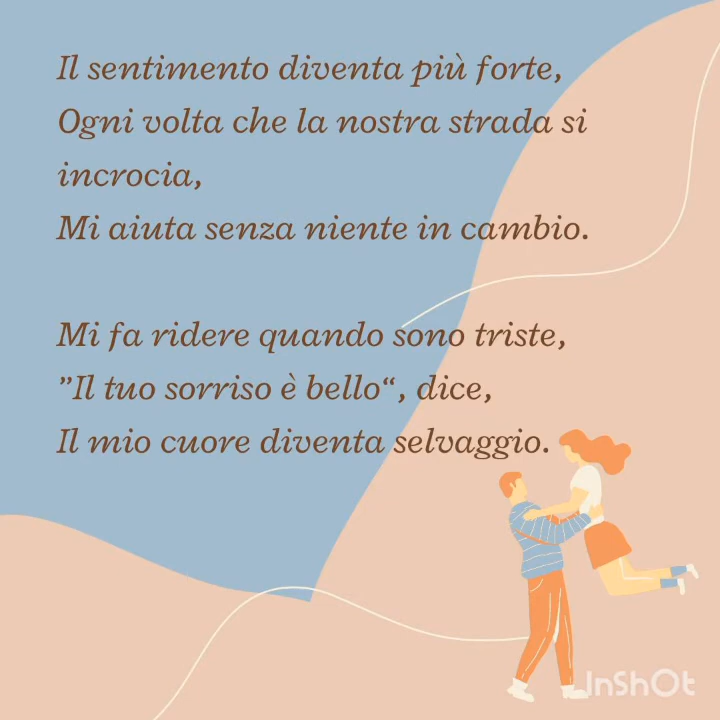 Il sentimento diventa più forte,
Ogni volta che la nostra strada si
incrocia,
Mi aiuta senza niente in cambio.
Mi fa ridere quando sono triste,
”Il tuo sorriso è bello“, dice,
Il mio cuore diventa selvaggio.
InShOt